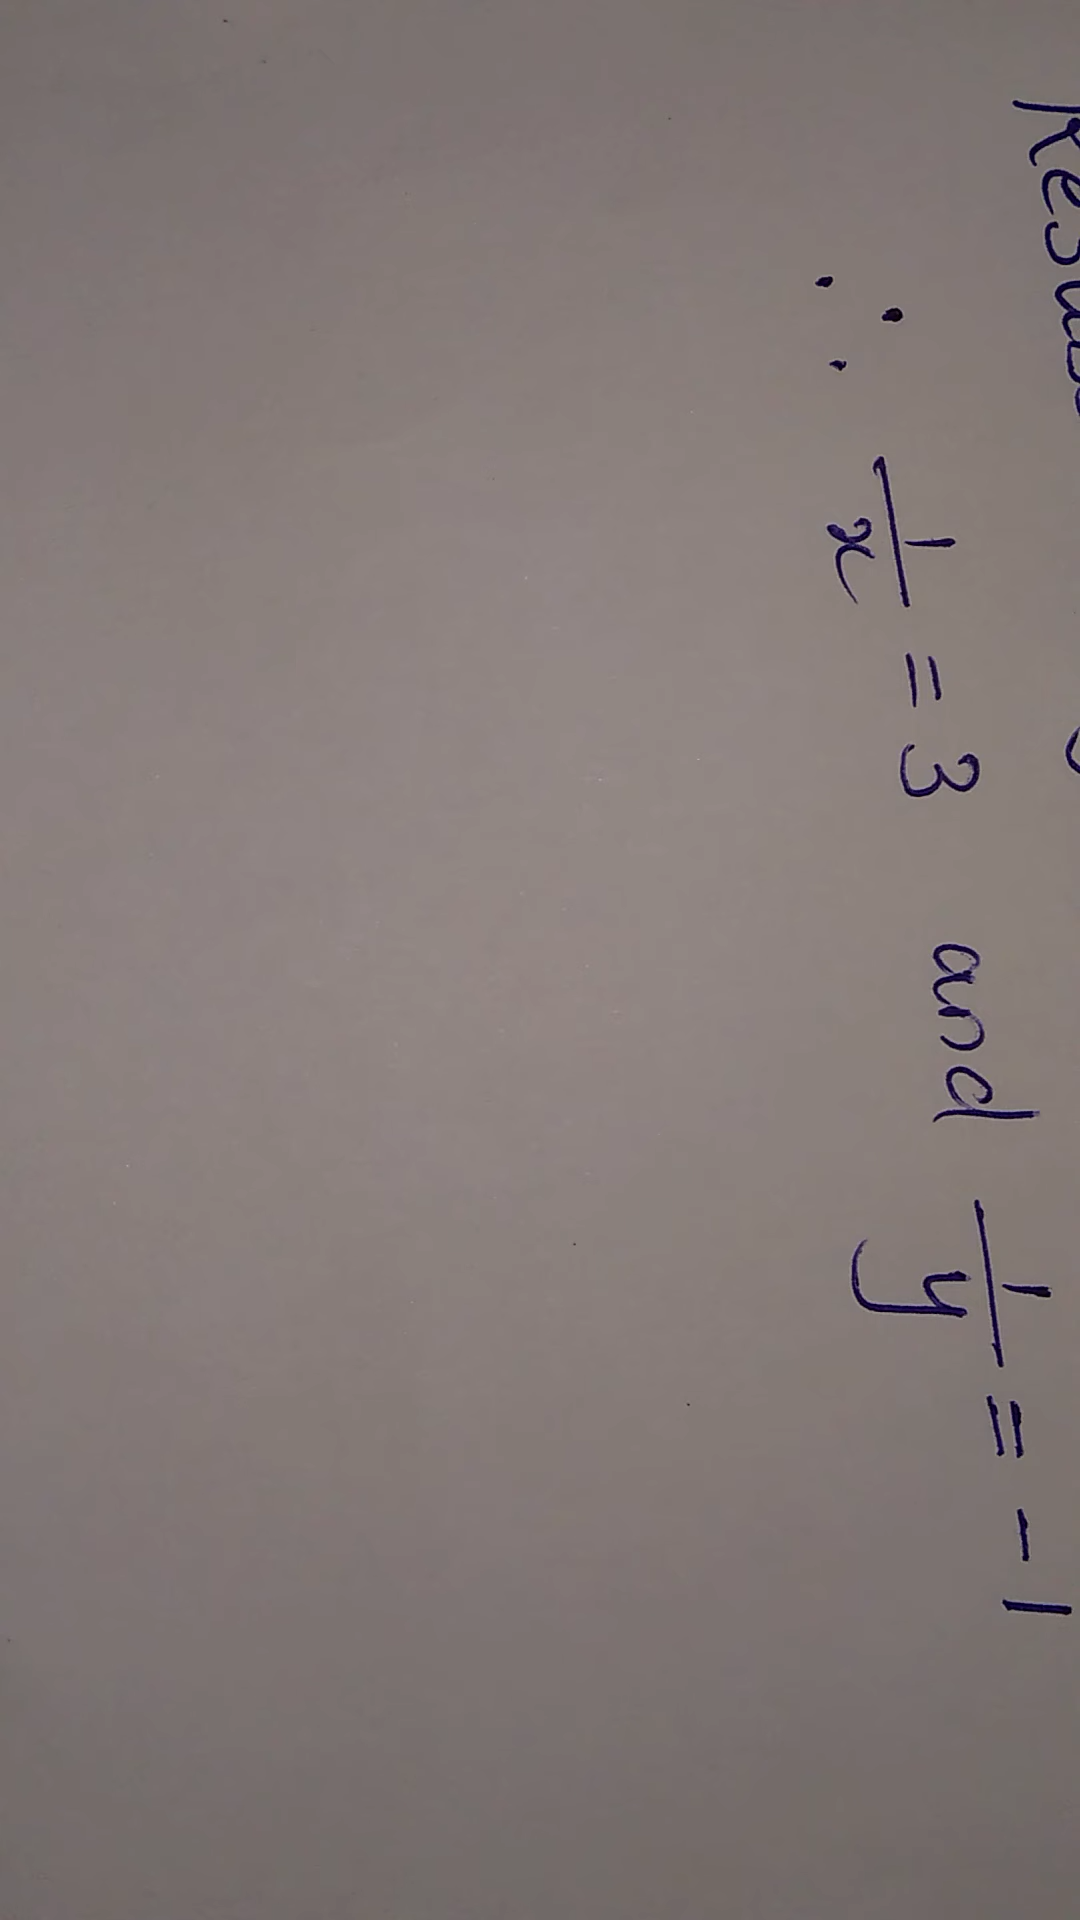 ∴ 1/x = 3 and 1/y = -1